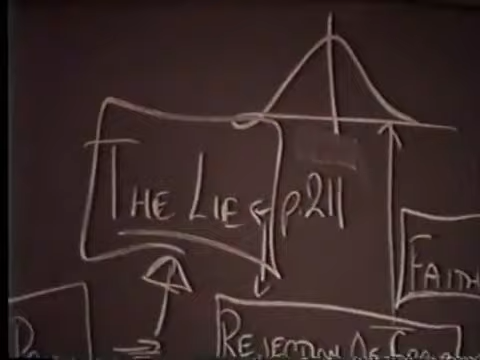 THE LIE p.211
FAITH
REJECTION OF